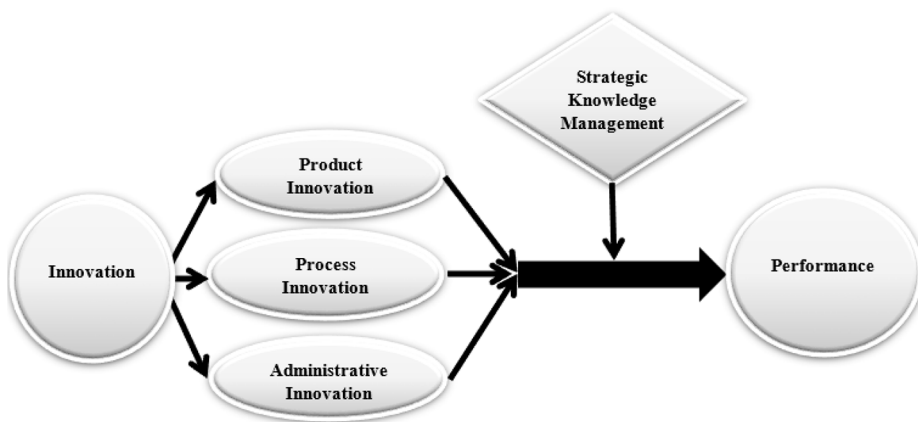 Strategic
Knowledge
Management
Product
Innovation
Innovation
Process
Innovation
Performance
Administrative
Innovation